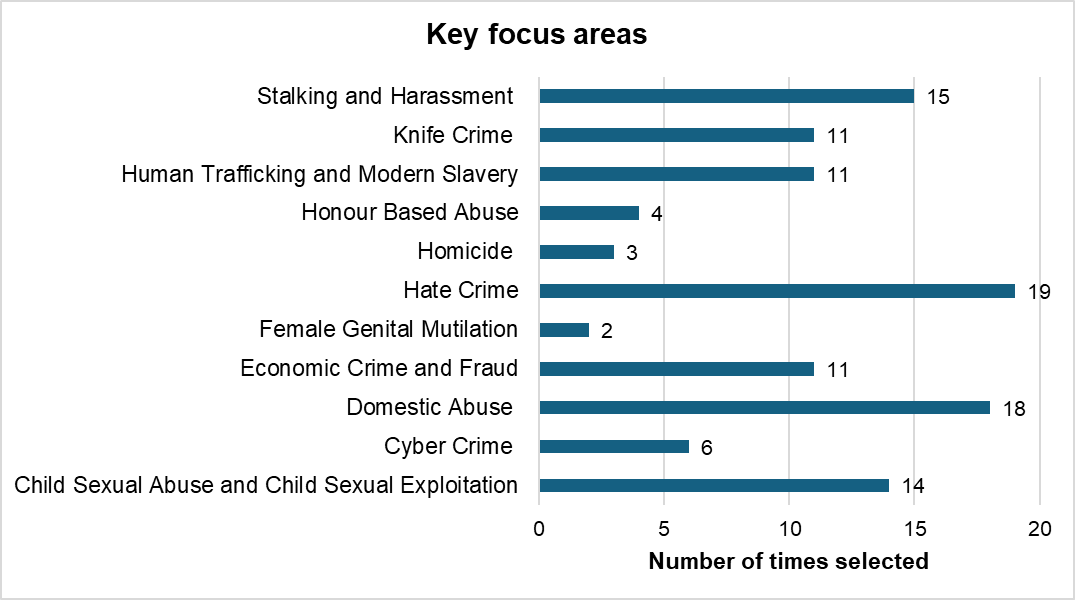 Key focus areas
Stalking and Harassment 15
Knife Crime 11
Human Trafficking and Modern Slavery 11
Honour Based Abuse 4
Homicide 3
Hate Crime 19
Female Genital Mutilation 2
Economic Crime and Fraud 11
Domestic Abuse 18
Cyber Crime 6
Child Sexual Abuse and Child Sexual Exploitation 14
0 5 10 15 20
Number of times selected